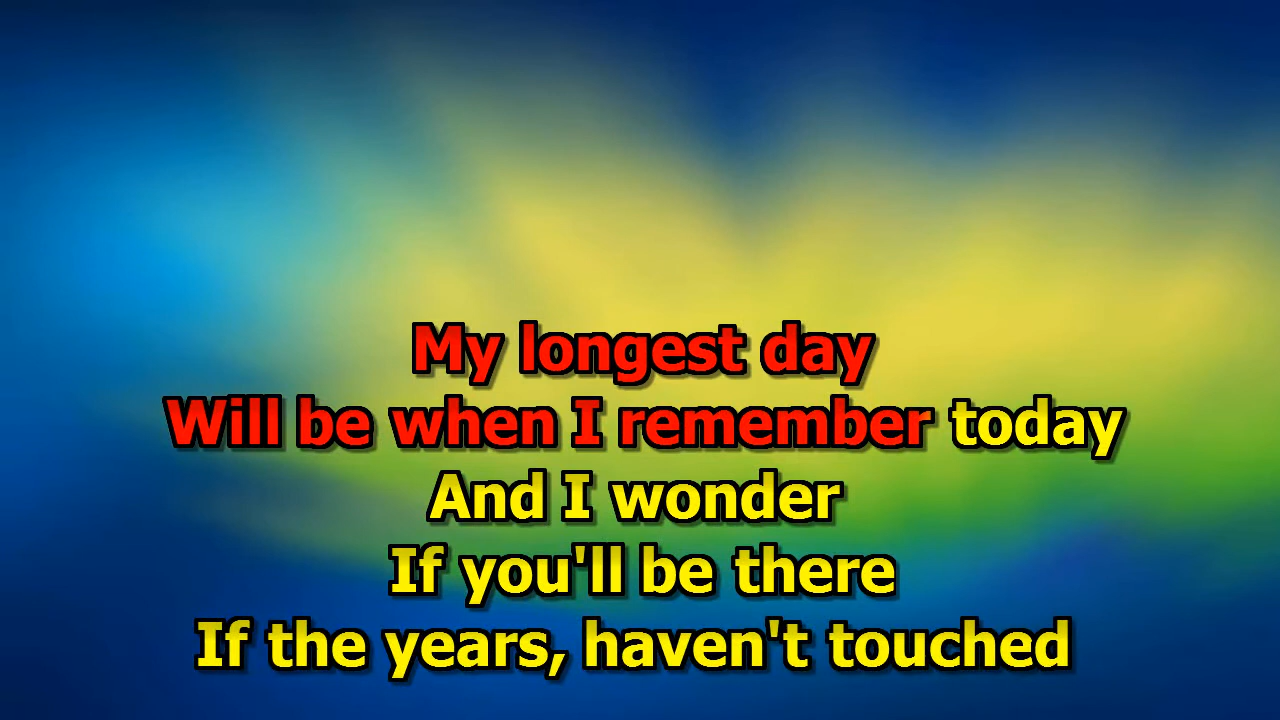 My longest day
Will be when I remember today
And I wonder
If you'll be there
If the years, haven't touched